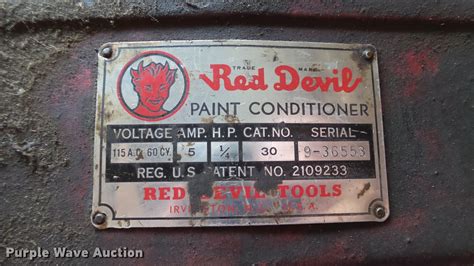 TRADE MARK
Red Devil
PAINT CONDITIONER
VOLTAGE AMP. H.P. CAT. NO. SERIAL
115 A.C. 60 CY. 5 1/4 30 9-36553
REG. U.S. PATENT NO. 2109233
RED DEVIL TOOLS
U.S.A.
Purple Wave Auction